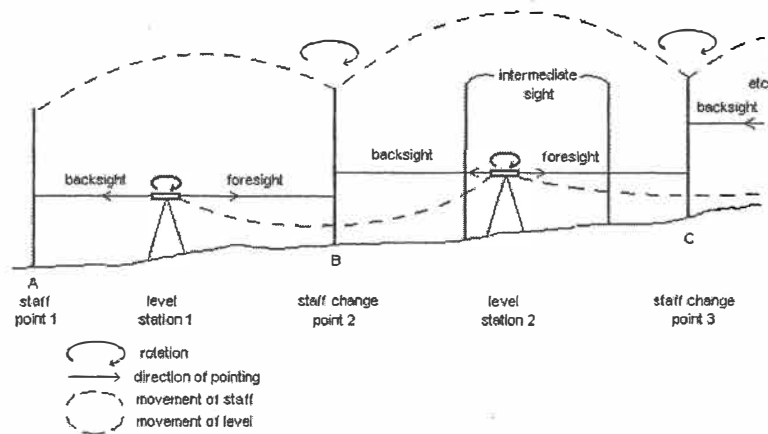 intermediate
sight
etc
backsight
backsight
foresight
backsight
foresight
A
B
C
staff
point 1
level
station 1
staff change
point 2
level
station 2
staff change
point 3
rotation
direction of pointing
movement of staff
movement of level